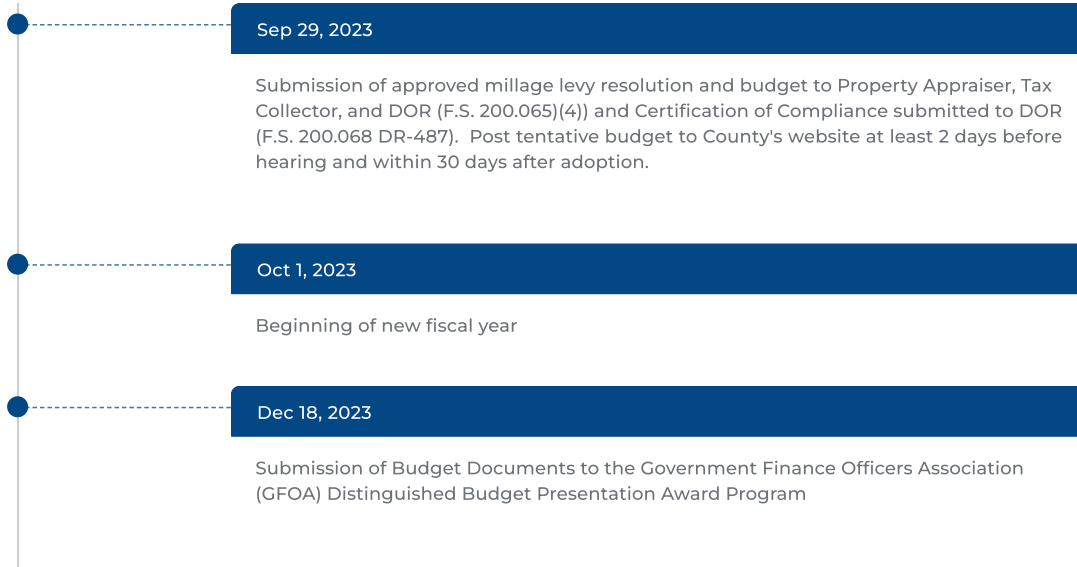 Sep 29, 2023
Submission of approved millage levy resolution and budget to Property Appraiser, Tax
Collector, and DOR (F.S. 200.065)(4)) and Certification of Compliance submitted to DOR
(F.S. 200.068 DR-487).  Post tentative budget to County's website at least 2 days before
hearing and within 30 days after adoption.
Oct 1, 2023
Beginning of new fiscal year
Dec 18, 2023
Submission of Budget Documents to the Government Finance Officers Association
(GFOA) Distinguished Budget Presentation Award Program